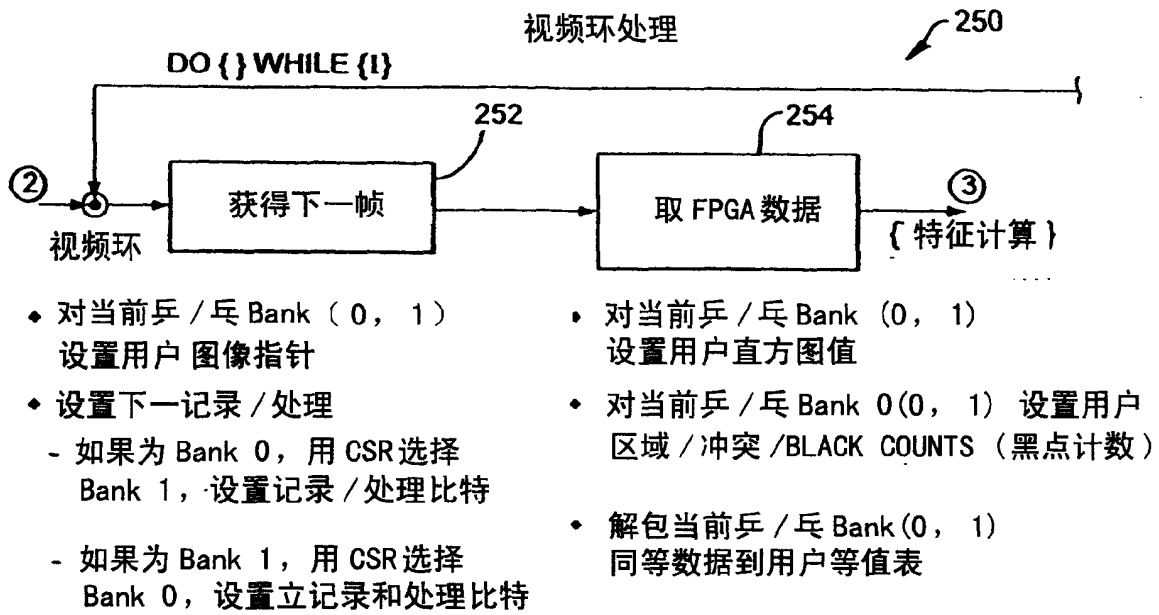 视频环处理
250
DO { } WHILE {1}
252
254
②
获得下一帧
取 FPGA 数据
③
视频环
{ 特征计算 }
• 对当前乒 / 乓 Bank ( 0, 1 )
设置用户 图像指针
• 设置下一记录 / 处理
- 如果为 Bank 0, 用 CSR 选择
Bank 1, 设置记录 / 处理比特
- 如果为 Bank 1, 用 CSR 选择
Bank 0, 设置立记录和处理比特
• 对当前乒 / 乓 Bank (0, 1)
设置用户直方图值
• 对当前乒 / 乓 Bank 0(0, 1) 设置用户
区域 / 冲突 /BLACK COUNTS (黑点计数)
• 解包当前乒 / 乓 Bank(0, 1)
同等数据到用户等值表